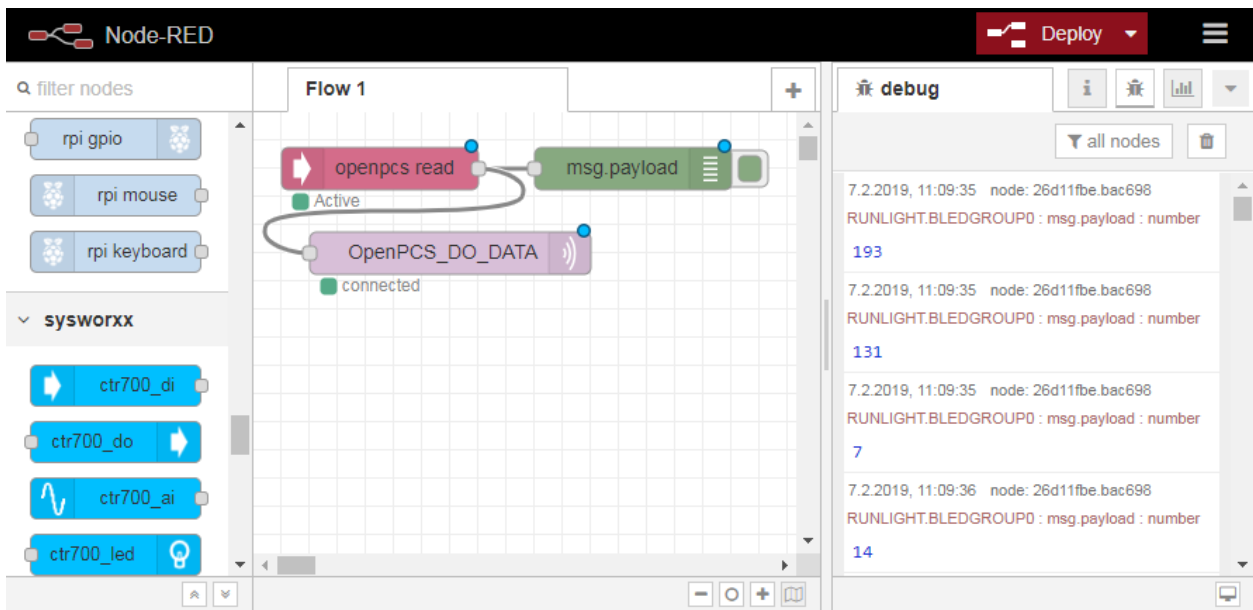 Node-RED
Deploy
filter nodes
rpi gpio
rpi mouse
rpi keyboard
sysworxx
ctr700_di
ctr700_do
ctr700_ai
ctr700_led
Flow 1
openpcs read
Active
msg.payload
OpenPCS_DO_DATA
connected
debug
i
all nodes
7.2.2019, 11:09:35 node: 26d11fbe.bac698
RUNLIGHT.BLEDGROUP0 : msg.payload : number
193
7.2.2019, 11:09:35 node: 26d11fbe.bac698
RUNLIGHT.BLEDGROUP0 : msg.payload : number
131
7.2.2019, 11:09:35 node: 26d11fbe.bac698
RUNLIGHT.BLEDGROUP0 : msg.payload : number
7
7.2.2019, 11:09:36 node: 26d11fbe.bac698
RUNLIGHT.BLEDGROUP0 : msg.payload : number
14